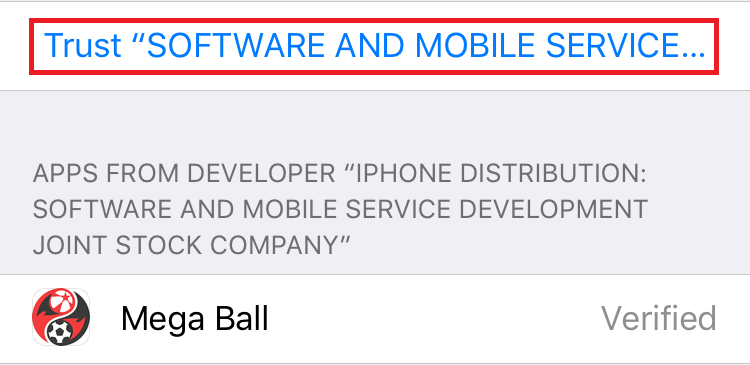 Trust “SOFTWARE AND MOBILE SERVICE...
APPS FROM DEVELOPER “IPHONE DISTRIBUTION:
SOFTWARE AND MOBILE SERVICE DEVELOPMENT
JOINT STOCK COMPANY”
Mega Ball Verified